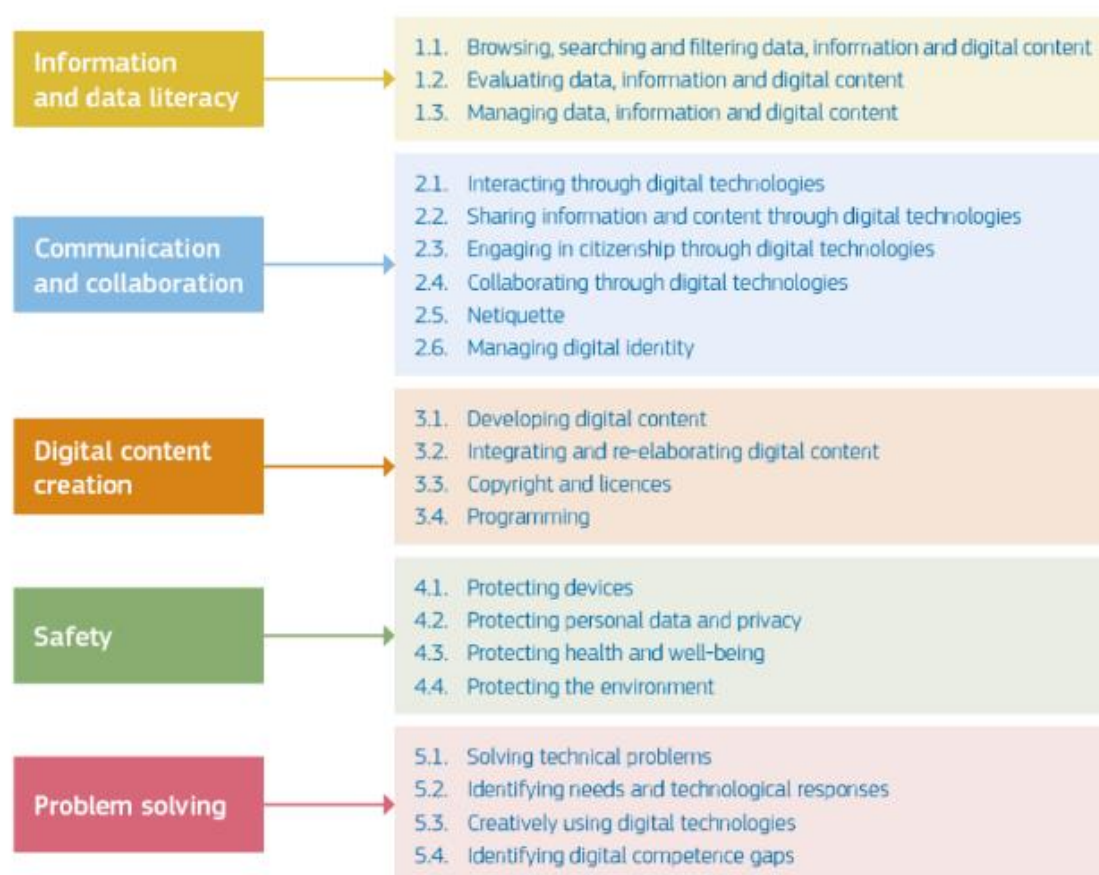 Information
and data literacy
1.1. Browsing, searching and filtering data, information and digital content
1.2. Evaluating data, information and digital content
1.3. Managing data, information and digital content
Communication
and collaboration
2.1. Interacting through digital technologies
2.2. Sharing information and content through digital technologies
2.3. Engaging in citizenship through digital technologies
2.4. Collaborating through digital technologies
2.5. Netiquette
2.6. Managing digital identity
Digital content
creation
3.1. Developing digital content
3.2. Integrating and re-elaborating digital content
3.3. Copyright and licences
3.4. Programming
Safety
4.1. Protecting devices
4.2. Protecting personal data and privacy
4.3. Protecting health and well-being
4.4. Protecting the environment
Problem solving
5.1. Solving technical problems
5.2. Identifying needs and technological responses
5.3. Creatively using digital technologies
5.4. Identifying digital competence gaps